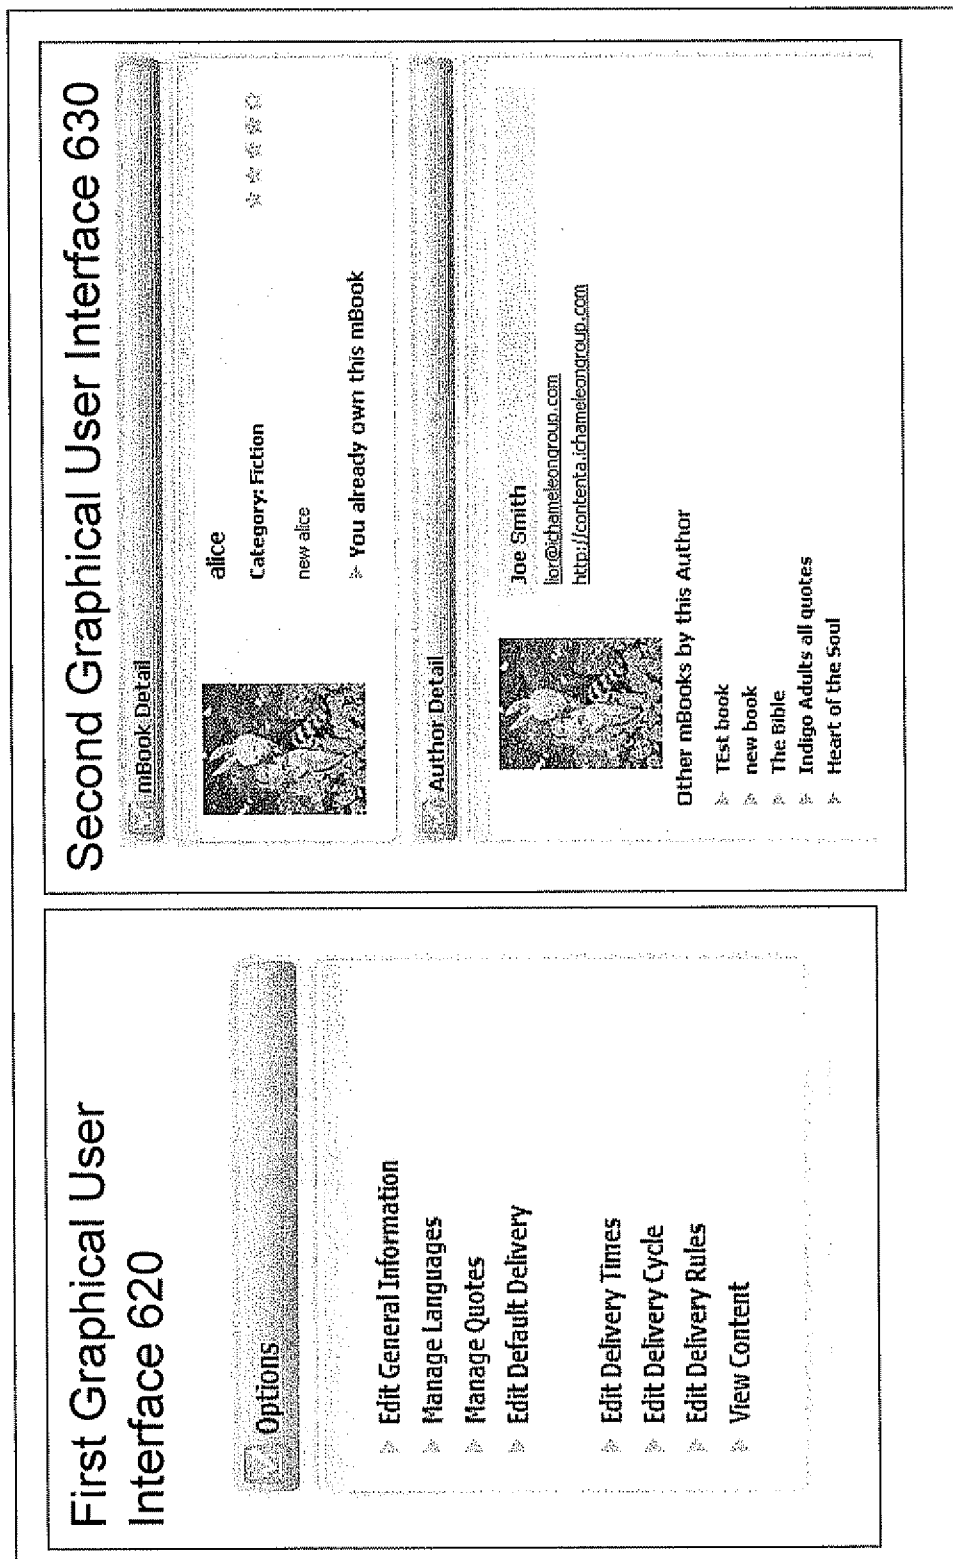 First Graphical User
Interface 620
Options
Edit General Information
Manage Languages
Manage Quotes
Edit Default Delivery
Edit Delivery Times
Edit Delivery Cycle
Edit Delivery Rules
View Content
Second Graphical User Interface 630
mBook Detail
alice
Category: Fiction
new alice
You already own this mBook
Author Detail
Joe Smith
lior@ichameleongroup.com
http://contenta.ichameleongroup.com
Other mBooks by this Author
TEst book
new book
The Bible
Indigo Adults all quotes
Heart of the Soul